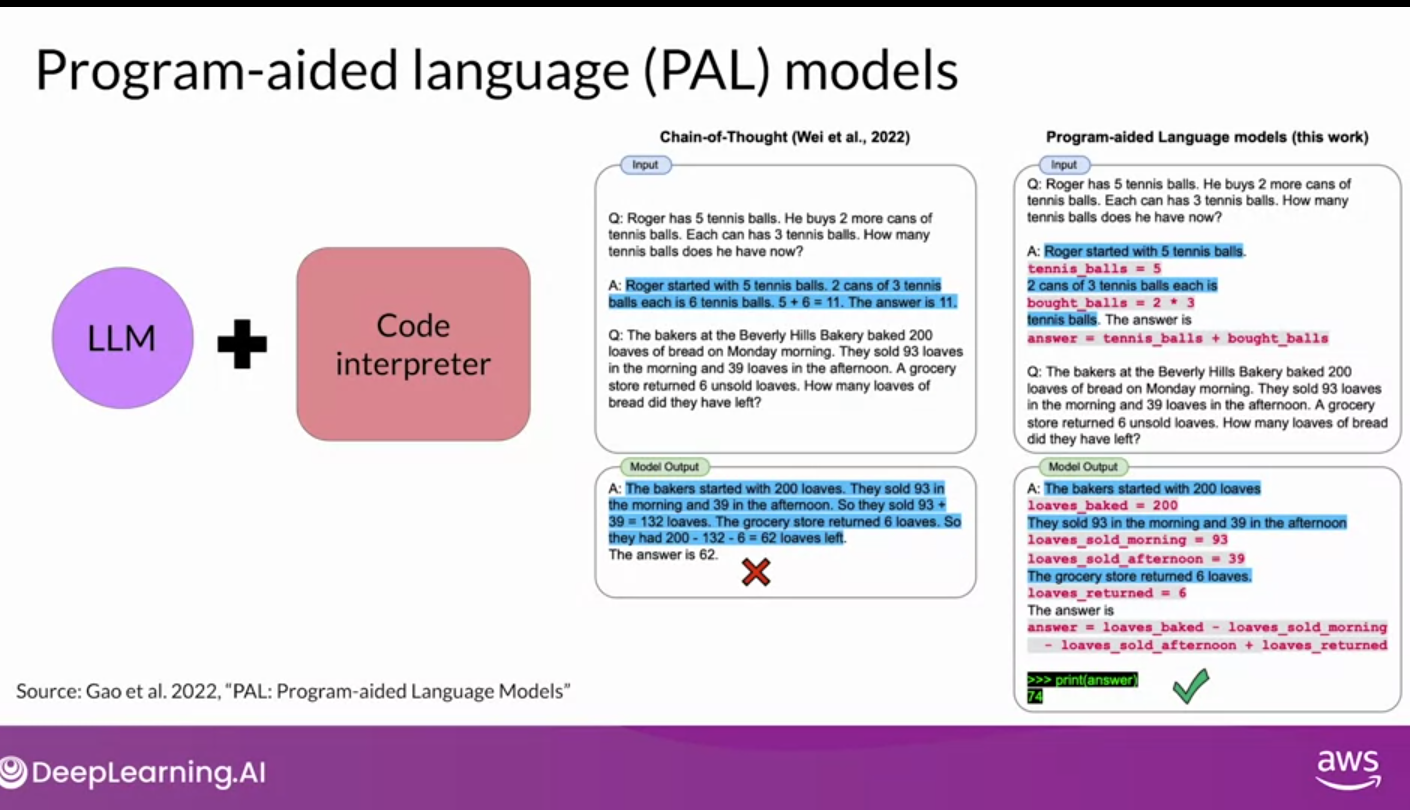 Program-aided language (PAL) models
LLM
Code
interpreter
Chain-of-Thought (Wei et al., 2022)
Input
Q: Roger has 5 tennis balls. He buys 2 more cans of
tennis balls. Each can has 3 tennis balls. How many
tennis balls does he have now?
A: Roger started with 5 tennis balls. 2 cans of 3 tennis
balls each is 6 tennis balls. 5 + 6 = 11. The answer is 11.
Q: The bakers at the Beverly Hills Bakery baked 200
loaves of bread on Monday morning. They sold 93 loaves
in the morning and 39 loaves in the afternoon. A grocery
store returned 6 unsold loaves. How many loaves of
bread did they have left?
Model Output
A: The bakers started with 200 loaves. They sold 93 in
the morning and 39 in the afternoon. So they sold 93 +
39 = 132 loaves. The grocery store returned 6 loaves. So
they had 200 - 132 - 6 = 62 loaves left.
The answer is 62.
Program-aided Language models (this work)
Input
Q: Roger has 5 tennis balls. He buys 2 more cans of
tennis balls. Each can has 3 tennis balls. How many
tennis balls does he have now?
A: Roger started with 5 tennis balls.
tennis_balls = 5
2 cans of 3 tennis balls each is
bought_balls = 2 * 3
tennis balls. The answer is
answer = tennis_balls + bought_balls
Q: The bakers at the Beverly Hills Bakery baked 200
loaves of bread on Monday morning. They sold 93 loaves
in the morning and 39 loaves in the afternoon. A grocery
store returned 6 unsold loaves. How many loaves of bread
did they have left?
Model Output
A: The bakers started with 200 loaves
loaves_baked = 200
They sold 93 in the morning and 39 in the afternoon
loaves_sold_morning = 93
loaves_sold_afternoon = 39
The grocery store returned 6 loaves.
loaves_returned = 6
The answer is
answer = loaves_baked - loaves_sold_morning
- loaves_sold_afternoon + loaves_returned
>>> print(answer)
74
Source: Gao et al. 2022, “PAL: Program-aided Language Models”
DeepLearning.AI
aws